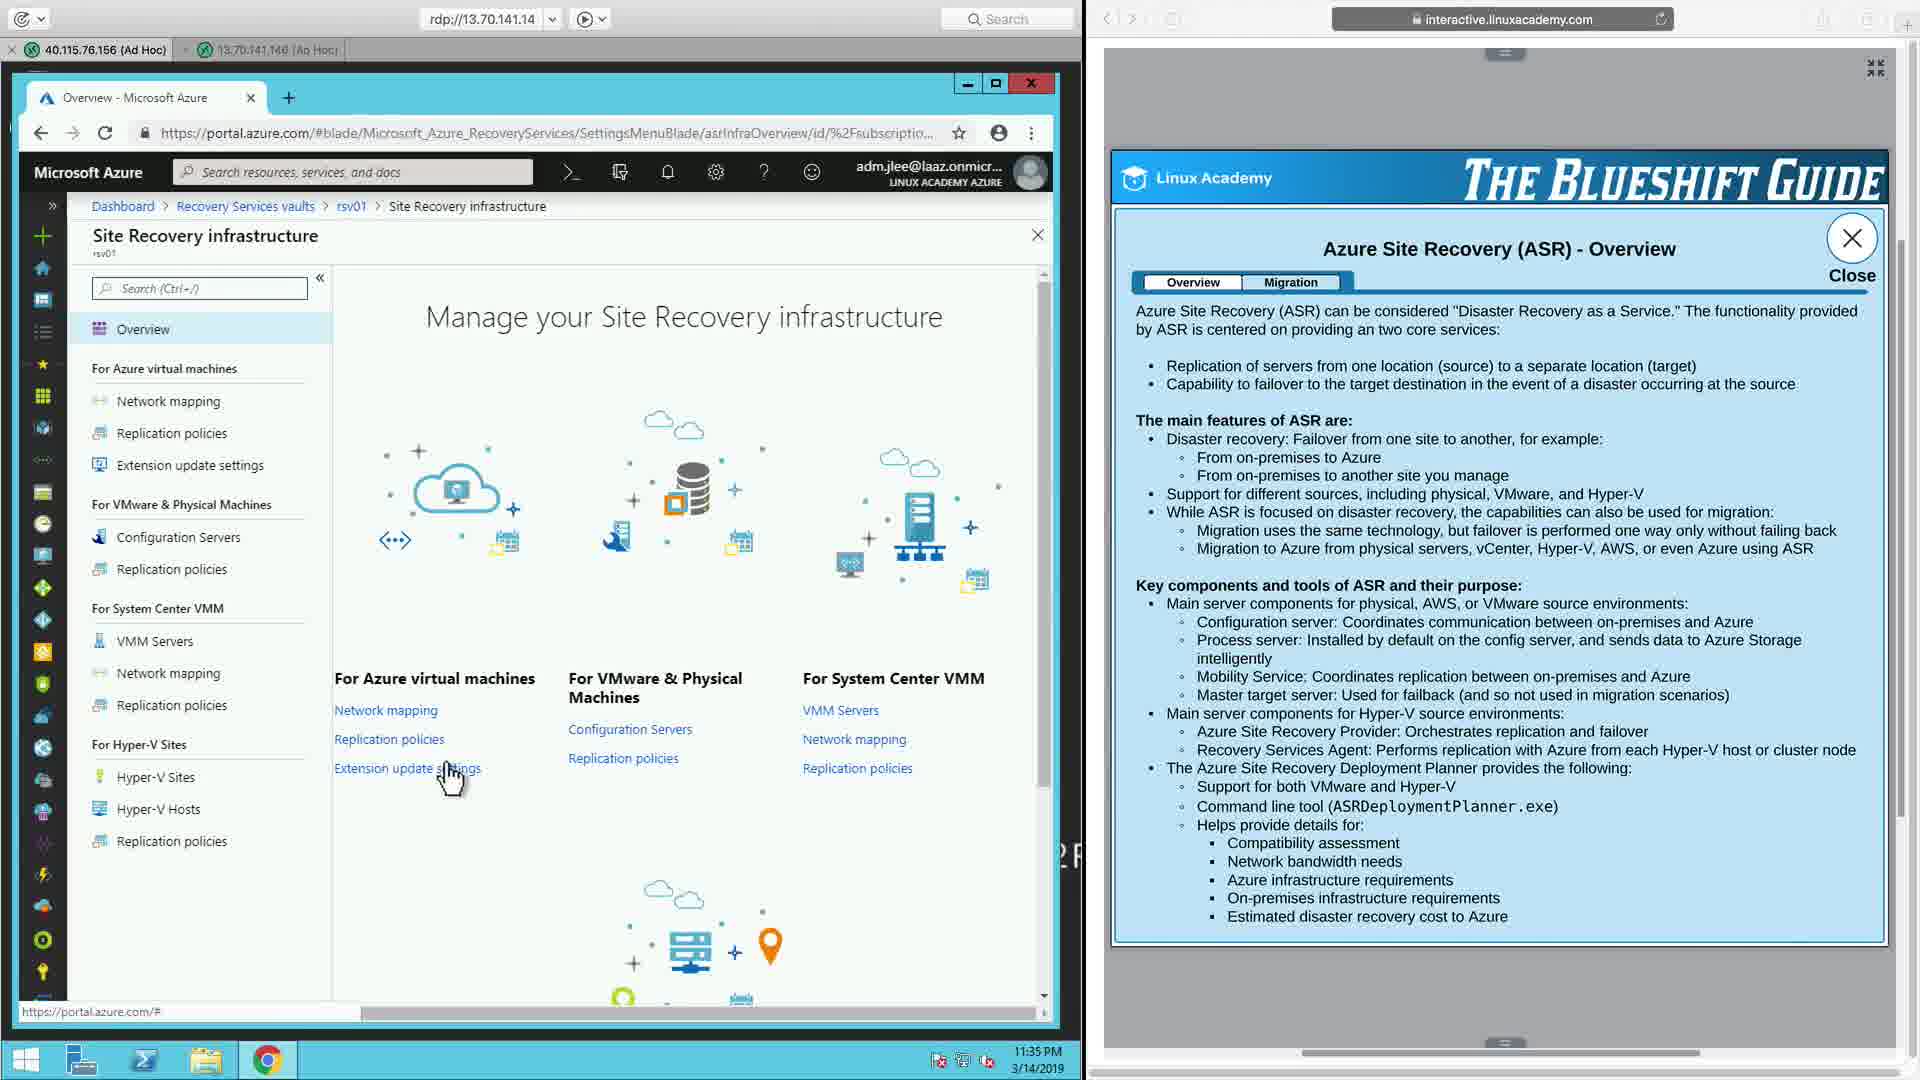 rdp://13.70.141.14
Search
40.115.76.156 (Ad Hoc)
13.70.141.146 (Ad Hoc)
Overview - Microsoft Azure
https://portal.azure.com/#blade/Microsoft_Azure_RecoveryServices/SettingsMenuBlade/asrInfraOverview/id/%2Fsubscriptio...
Microsoft Azure
Search resources, services, and docs
adm.jlee@laaz.onmicr...
LINUX ACADEMY AZURE
Dashboard > Recovery Services vaults > rsv01 > Site Recovery infrastructure
Site Recovery infrastructure
rsv01
Search (Ctrl+/)
Overview
For Azure virtual machines
Network mapping
Replication policies
Extension update settings
For VMware & Physical Machines
Configuration Servers
Replication policies
For System Center VMM
VMM Servers
Network mapping
Replication policies
For Hyper-V Sites
Hyper-V Sites
Hyper-V Hosts
Replication policies
Manage your Site Recovery infrastructure
For Azure virtual machines
Network mapping
Replication policies
Extension update settings
For VMware & Physical
Machines
Configuration Servers
Replication policies
For System Center VMM
VMM Servers
Network mapping
Replication policies
https://portal.azure.com/#
11:35 PM
3/14/2019
interactive.linuxacademy.com
Linux Academy
THE BLUESHIFT GUIDE
Azure Site Recovery (ASR) - Overview
Close
Overview
Migration
Azure Site Recovery (ASR) can be considered "Disaster Recovery as a Service." The functionality provided
by ASR is centered on providing an two core services:
• Replication of servers from one location (source) to a separate location (target)
• Capability to failover to the target destination in the event of a disaster occurring at the source
The main features of ASR are:
• Disaster recovery: Failover from one site to another, for example:
◦ From on-premises to Azure
◦ From on-premises to another site you manage
• Support for different sources, including physical, VMware, and Hyper-V
• While ASR is focused on disaster recovery, the capabilities can also be used for migration:
◦ Migration uses the same technology, but failover is performed one way only without failing back
◦ Migration to Azure from physical servers, vCenter, Hyper-V, AWS, or even Azure using ASR
Key components and tools of ASR and their purpose:
• Main server components for physical, AWS, or VMware source environments:
◦ Configuration server: Coordinates communication between on-premises and Azure
◦ Process server: Installed by default on the config server, and sends data to Azure Storage
intelligently
◦ Mobility Service: Coordinates replication between on-premises and Azure
◦ Master target server: Used for failback (and so not used in migration scenarios)
• Main server components for Hyper-V source environments:
◦ Azure Site Recovery Provider: Orchestrates replication and failover
◦ Recovery Services Agent: Performs replication with Azure from each Hyper-V host or cluster node
• The Azure Site Recovery Deployment Planner provides the following:
◦ Support for both VMware and Hyper-V
◦ Command line tool (ASRDeploymentPlanner.exe)
◦ Helps provide details for:
▪ Compatibility assessment
▪ Network bandwidth needs
▪ Azure infrastructure requirements
▪ On-premises infrastructure requirements
▪ Estimated disaster recovery cost to Azure